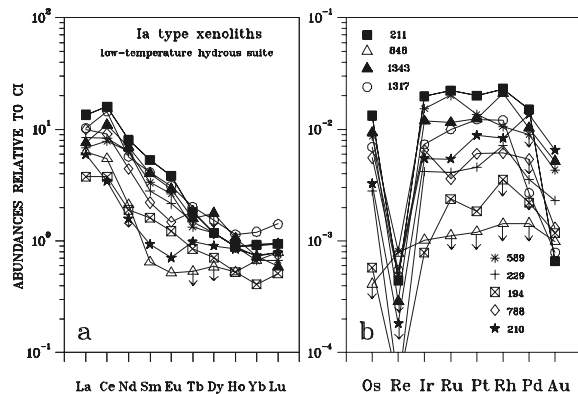 Ia type xenoliths
low-temperature hydrous suite
ABUNDANCES RELATIVE TO CI
10²
10¹
10⁰
10⁻¹
a
La Ce Nd Sm Eu Tb Dy Ho Yb Lu
10⁻¹
10⁻²
10⁻³
10⁻⁴
211
848
1343
1317
589
229
194
788
210
b
Os Re Ir Ru Pt Rh Pd Au